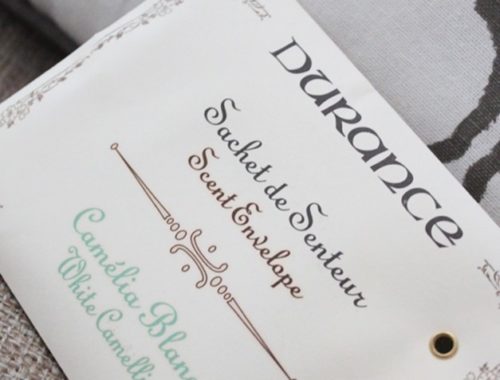 DURANCE
Sachet de Senteur
Scent Envelope
Camélia Blan
White Camelli